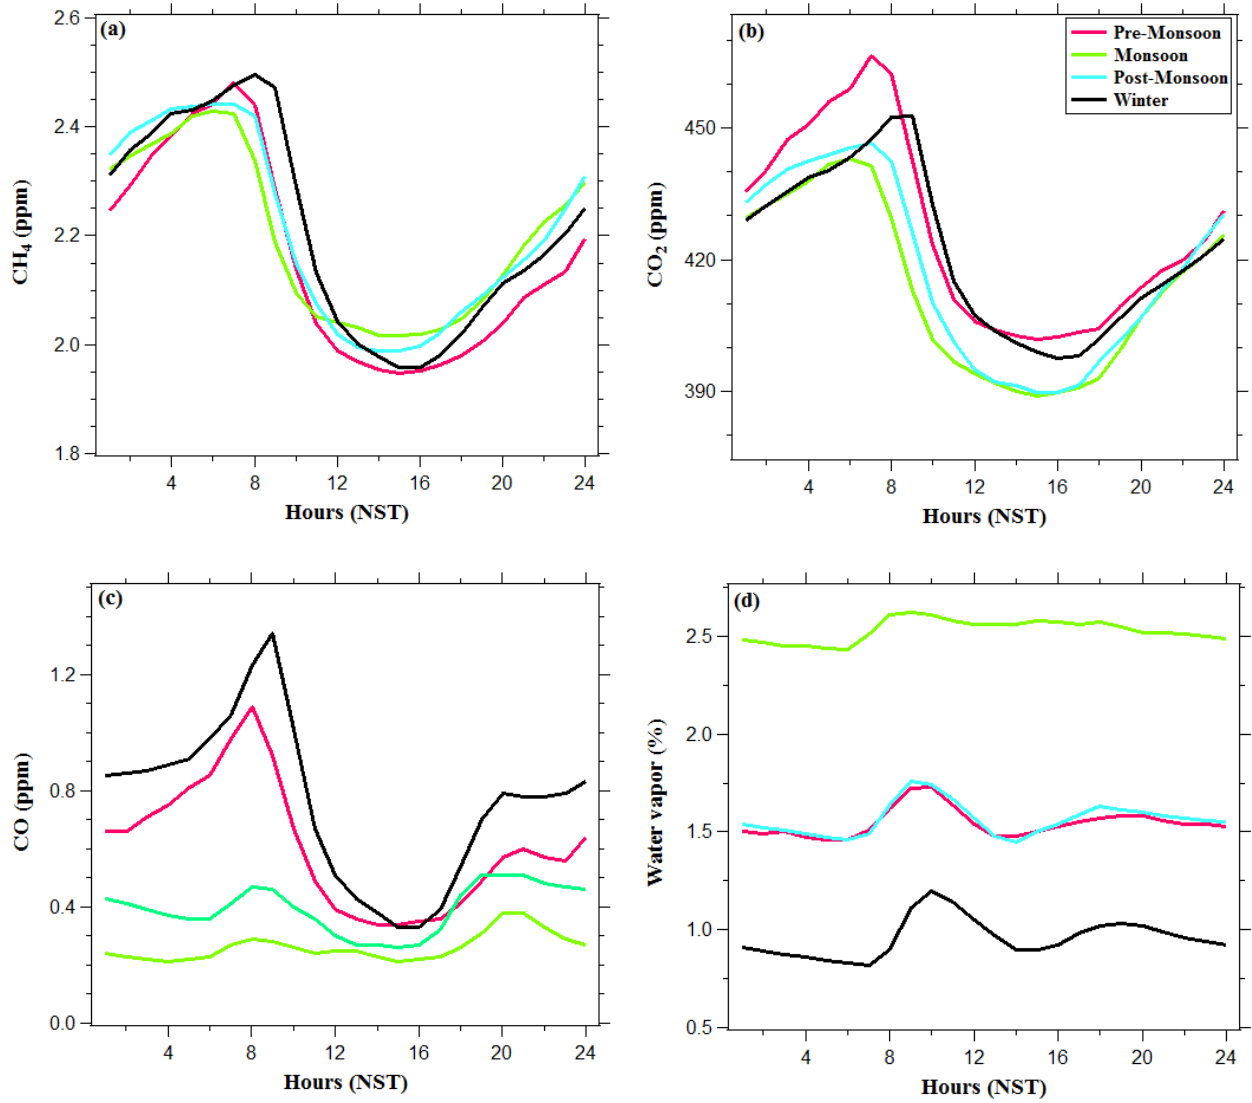 (a)
2.6
2.4
2.2
2.0
1.8
CH4 (ppm)
4 8 12 16 20 24
Hours (NST)
(b)
Pre-Monsoon
Monsoon
Post-Monsoon
Winter
450
420
390
CO2 (ppm)
4 8 12 16 20 24
Hours (NST)
(c)
1.2
0.8
0.4
0.0
CO (ppm)
4 8 12 16 20 24
Hours (NST)
(d)
2.5
2.0
1.5
1.0
0.5
Water vapor (%)
4 8 12 16 20 24
Hours (NST)